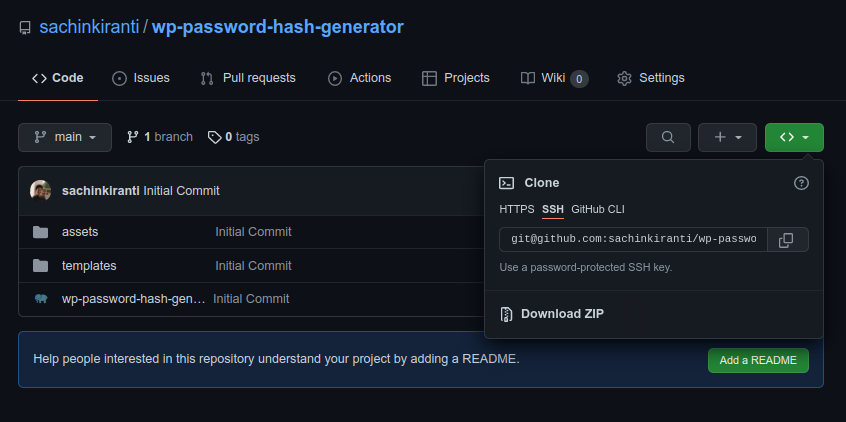 sachinkiranti / wp-password-hash-generator
Code Issues Pull requests Actions Projects Wiki 0 Settings
main 1 branch 0 tags
Clone
HTTPS SSH GitHub CLI
git@github.com:sachinkiranti/wp-passwo
Use a password-protected SSH key.
Download ZIP
sachinkiranti Initial Commit
assets Initial Commit
templates Initial Commit
wp-password-hash-gen... Initial Commit
Help people interested in this repository understand your project by adding a README.
Add a README